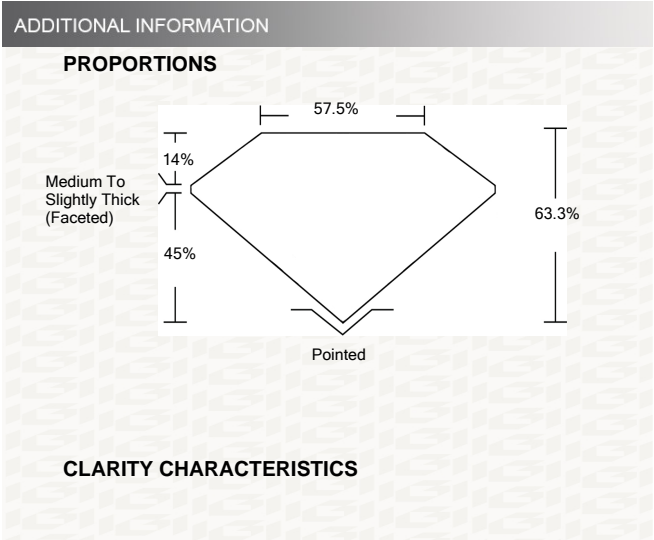 ADDITIONAL INFORMATION
PROPORTIONS
57.5%
14%
Medium To
Slightly Thick
(Faceted)
63.3%
45%
Pointed
CLARITY CHARACTERISTICS